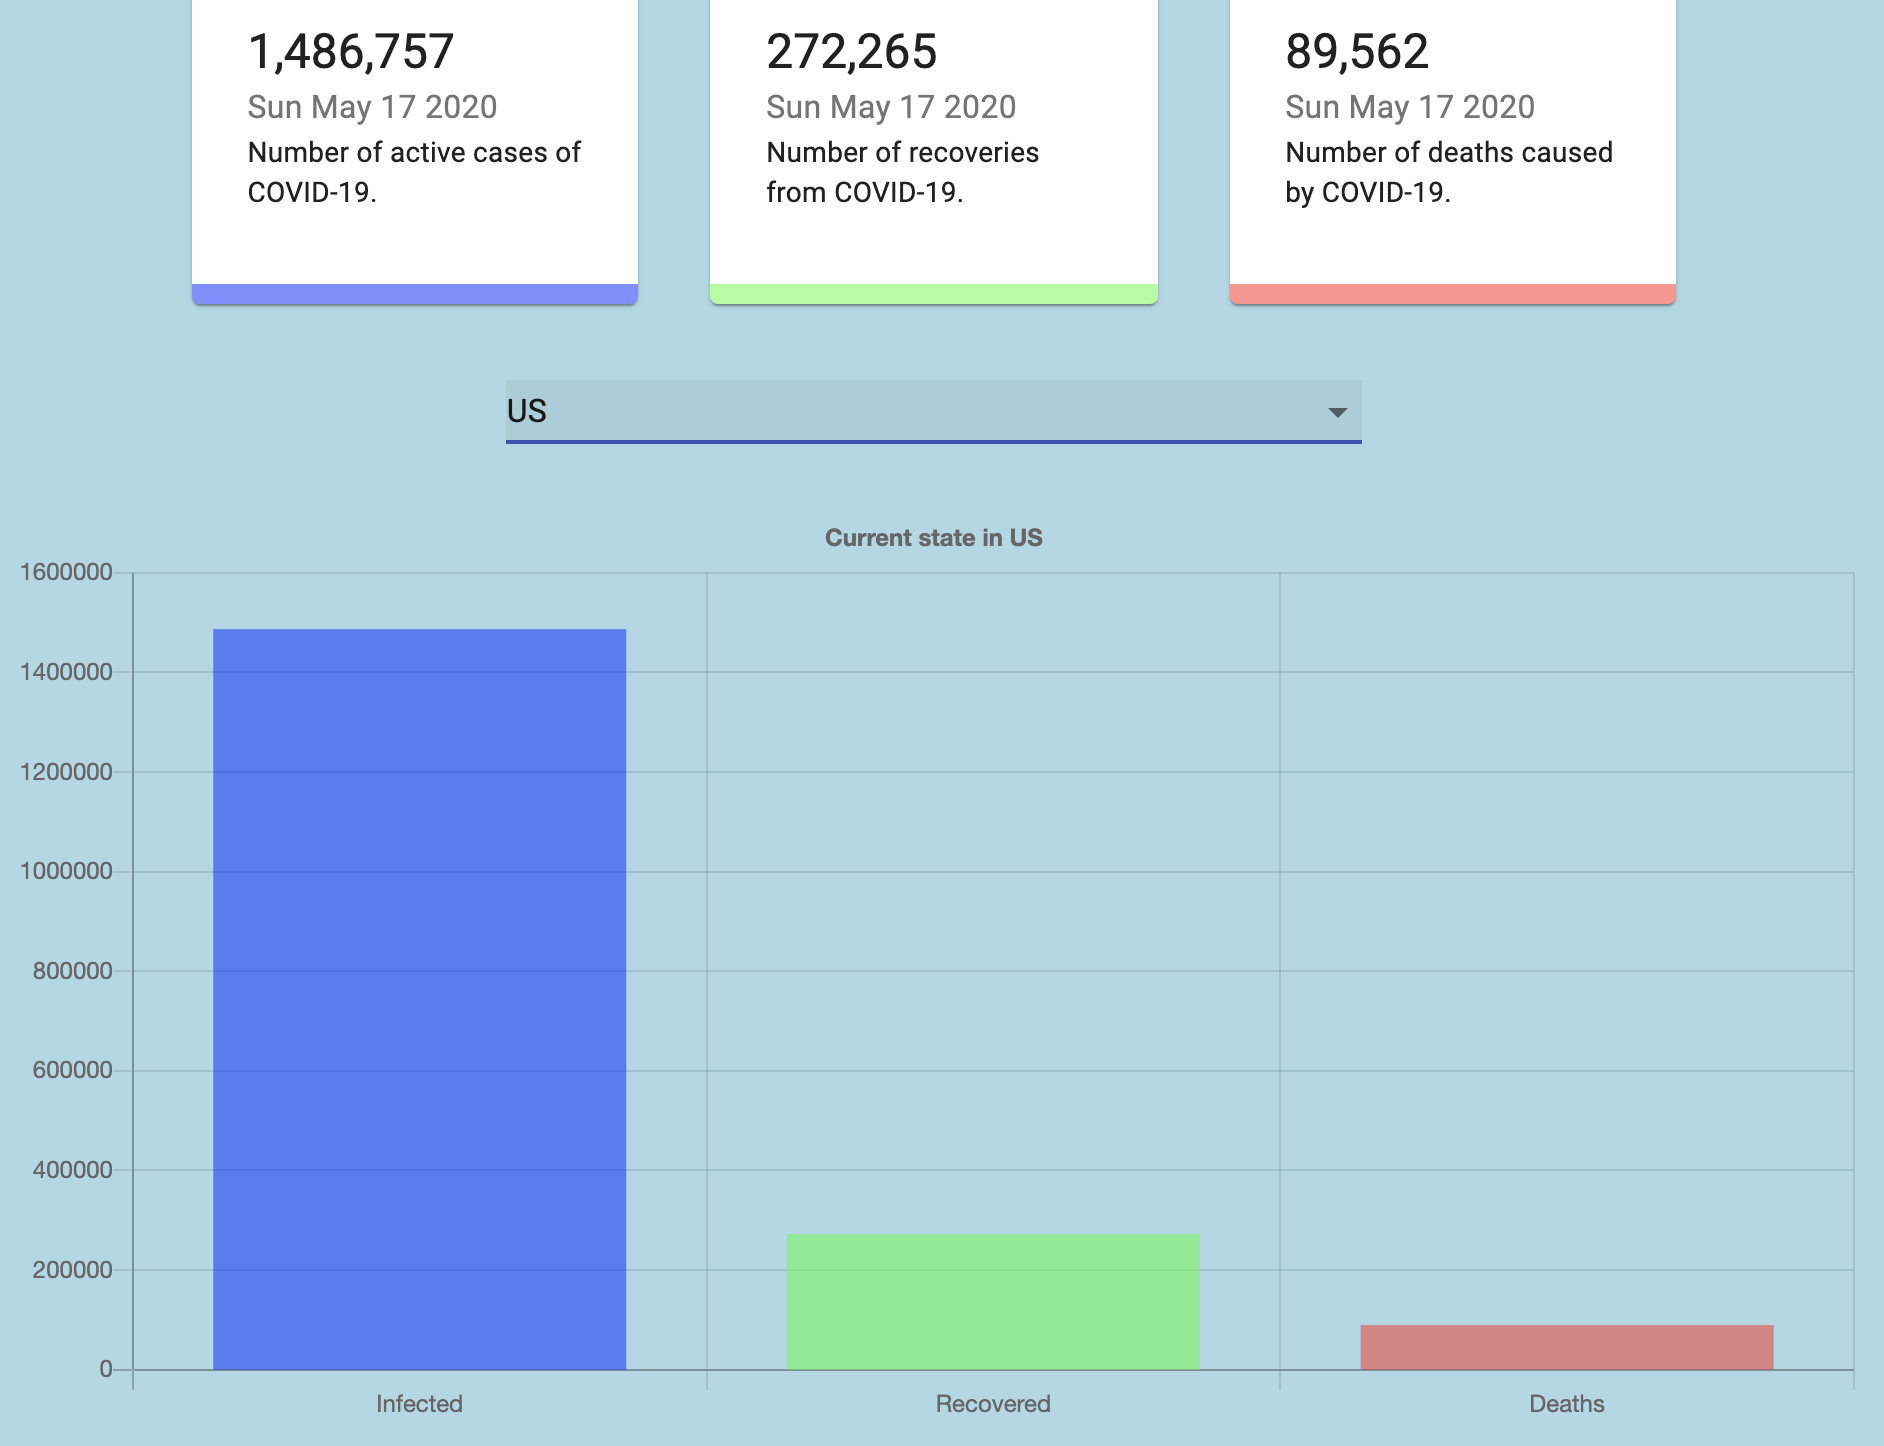 1,486,757
Sun May 17 2020
Number of active cases of
COVID-19.
272,265
Sun May 17 2020
Number of recoveries
from COVID-19.
89,562
Sun May 17 2020
Number of deaths caused
by COVID-19.
US
Current state in US
1600000
1400000
1200000
1000000
800000
600000
400000
200000
0
Infected
Recovered
Deaths